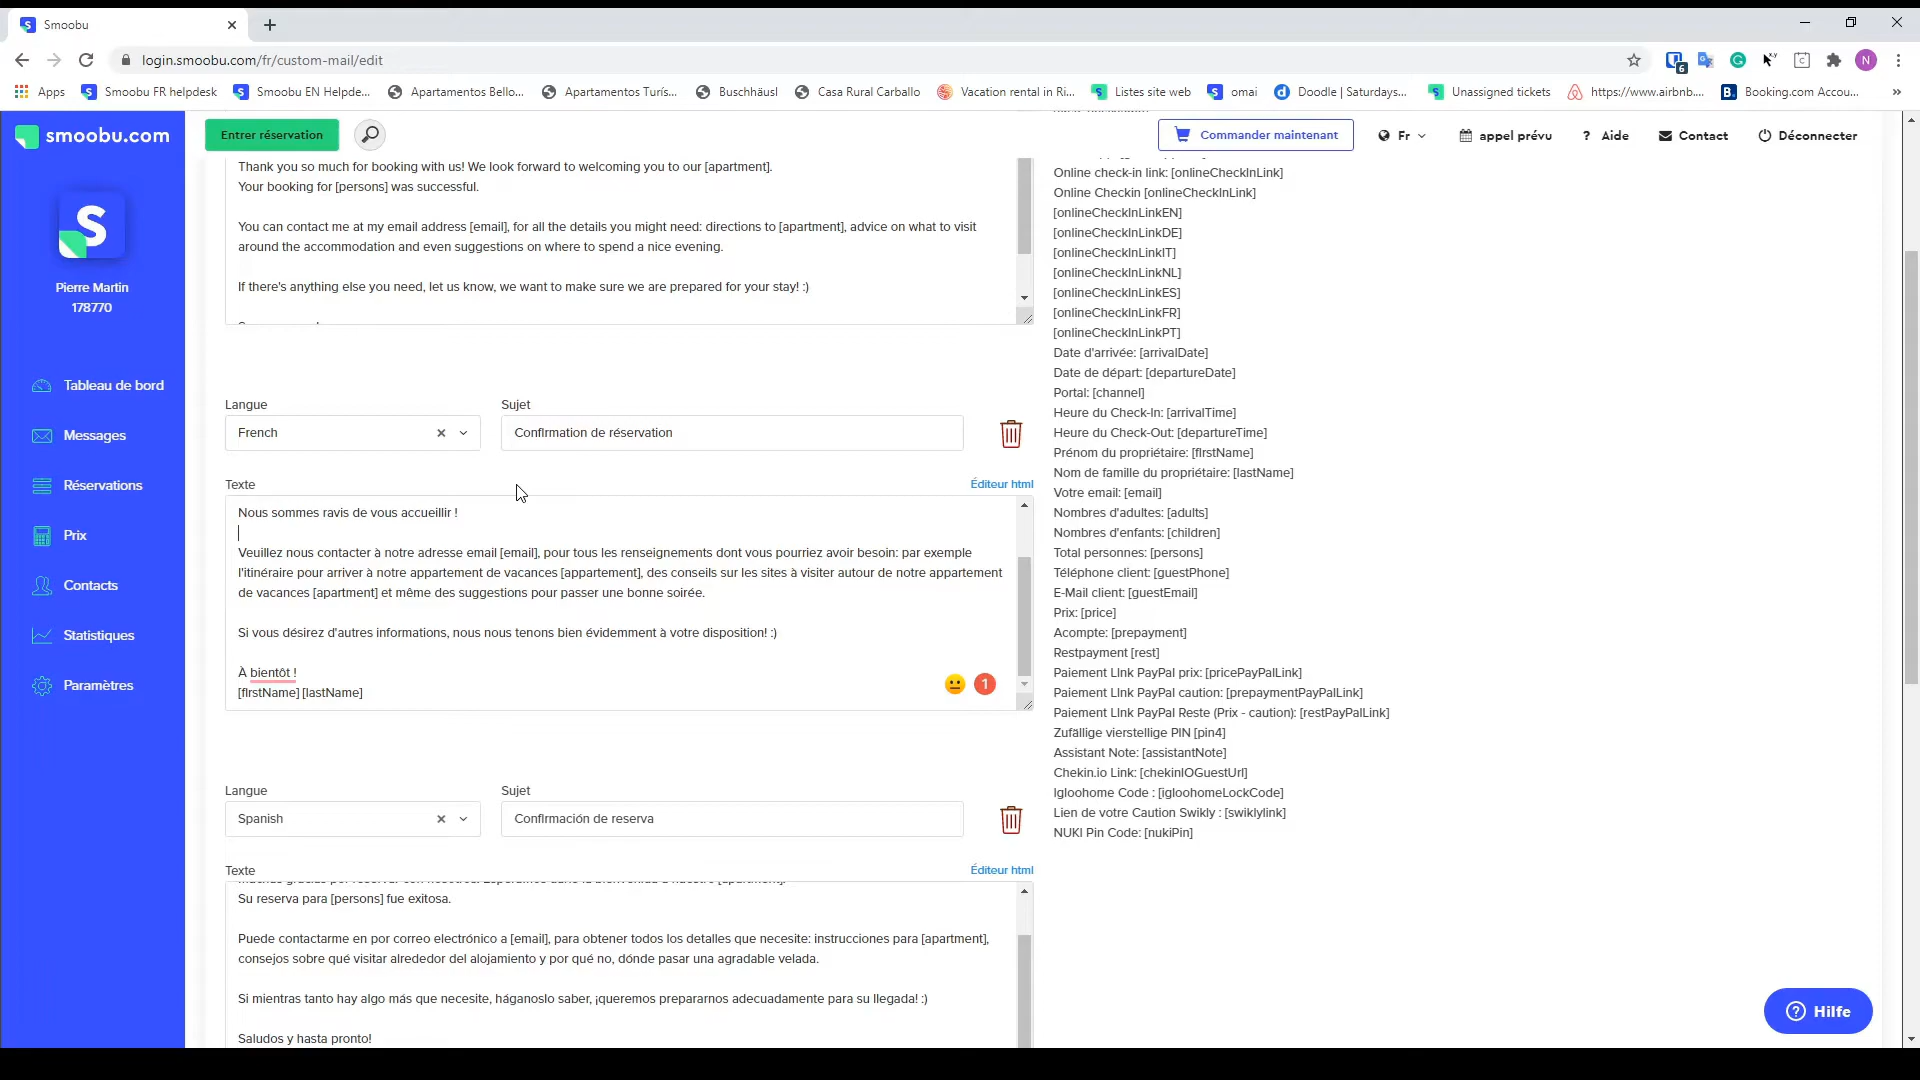 Smoobu
login.smoobu.com/fr/custom-mail/edit
6
N
Apps
Smoobu FR helpdesk
Smoobu EN Helpde...
Apartamentos Bello...
Apartamentos Turís...
Buschhäusl
Casa Rural Carballo
Vacation rental in Ri...
Listes site web
omai
Doodle | Saturdays...
Unassigned tickets
https://www.airbnb....
Booking.com Accou...
smoobu.com
Entrer réservation
Commander maintenant
Fr
appel prévu
? Aide
Contact
Déconnecter
Pierre Martin
178770
Tableau de bord
Messages
Réservations
Prix
Contacts
Statistiques
Paramètres
Thank you so much for booking with us! We look forward to welcoming you to our [apartment].
Your booking for [persons] was successful.
You can contact me at my email address [email], for all the details you might need: directions to [apartment], advice on what to visit
around the accommodation and even suggestions on where to spend a nice evening.
If there's anything else you need, let us know, we want to make sure we are prepared for your stay! :)
Langue
Sujet
French
Confirmation de réservation
Texte
Éditeur html
Nous sommes ravis de vous accueillir !
Veuillez nous contacter à notre adresse email [email], pour tous les renseignements dont vous pourriez avoir besoin: par exemple
l'itinéraire pour arriver à notre appartement de vacances [appartement], des conseils sur les sites à visiter autour de notre appartement
de vacances [apartment] et même des suggestions pour passer une bonne soirée.
Si vous désirez d'autres informations, nous nous tenons bien évidemment à votre disposition! :)
À bientôt !
[firstName] [lastName]
1
Langue
Sujet
Spanish
Confirmación de reserva
Texte
Éditeur html
Su reserva para [persons] fue exitosa.
Puede contactarme en por correo electrónico a [email], para obtener todos los detalles que necesite: instrucciones para [apartment],
consejos sobre qué visitar alrededor del alojamiento y por qué no, dónde pasar una agradable velada.
Si mientras tanto hay algo más que necesite, háganoslo saber, ¡queremos prepararnos adecuadamente para su llegada! :)
Saludos y hasta pronto!
Online check-in link: [onlineCheckInLink]
Online Checkin [onlineCheckInLink]
[onlineCheckInLinkEN]
[onlineCheckInLinkDE]
[onlineCheckInLinkIT]
[onlineCheckInLinkNL]
[onlineCheckInLinkES]
[onlineCheckInLinkFR]
[onlineCheckInLinkPT]
Date d'arrivée: [arrivalDate]
Date de départ: [departureDate]
Portal: [channel]
Heure du Check-In: [arrivalTime]
Heure du Check-Out: [departureTime]
Prénom du propriétaire: [firstName]
Nom de famille du propriétaire: [lastName]
Votre email: [email]
Nombres d'adultes: [adults]
Nombres d'enfants: [children]
Total personnes: [persons]
Téléphone client: [guestPhone]
E-Mail client: [guestEmail]
Prix: [price]
Acompte: [prepayment]
Restpayment [rest]
Paiement LInk PayPal prix: [pricePayPalLink]
Paiement LInk PayPal caution: [prepaymentPayPalLink]
Paiement LInk PayPal Reste (Prix - caution): [restPayPalLink]
Zufällige vierstellige PIN [pin4]
Assistant Note: [assistantNote]
Chekin.io Link: [chekinIOGuestUrl]
Igloohome Code : [igloohomeLockCode]
Lien de votre Caution Swikly : [swiklylink]
NUKI Pin Code: [nukiPin]
Hilfe